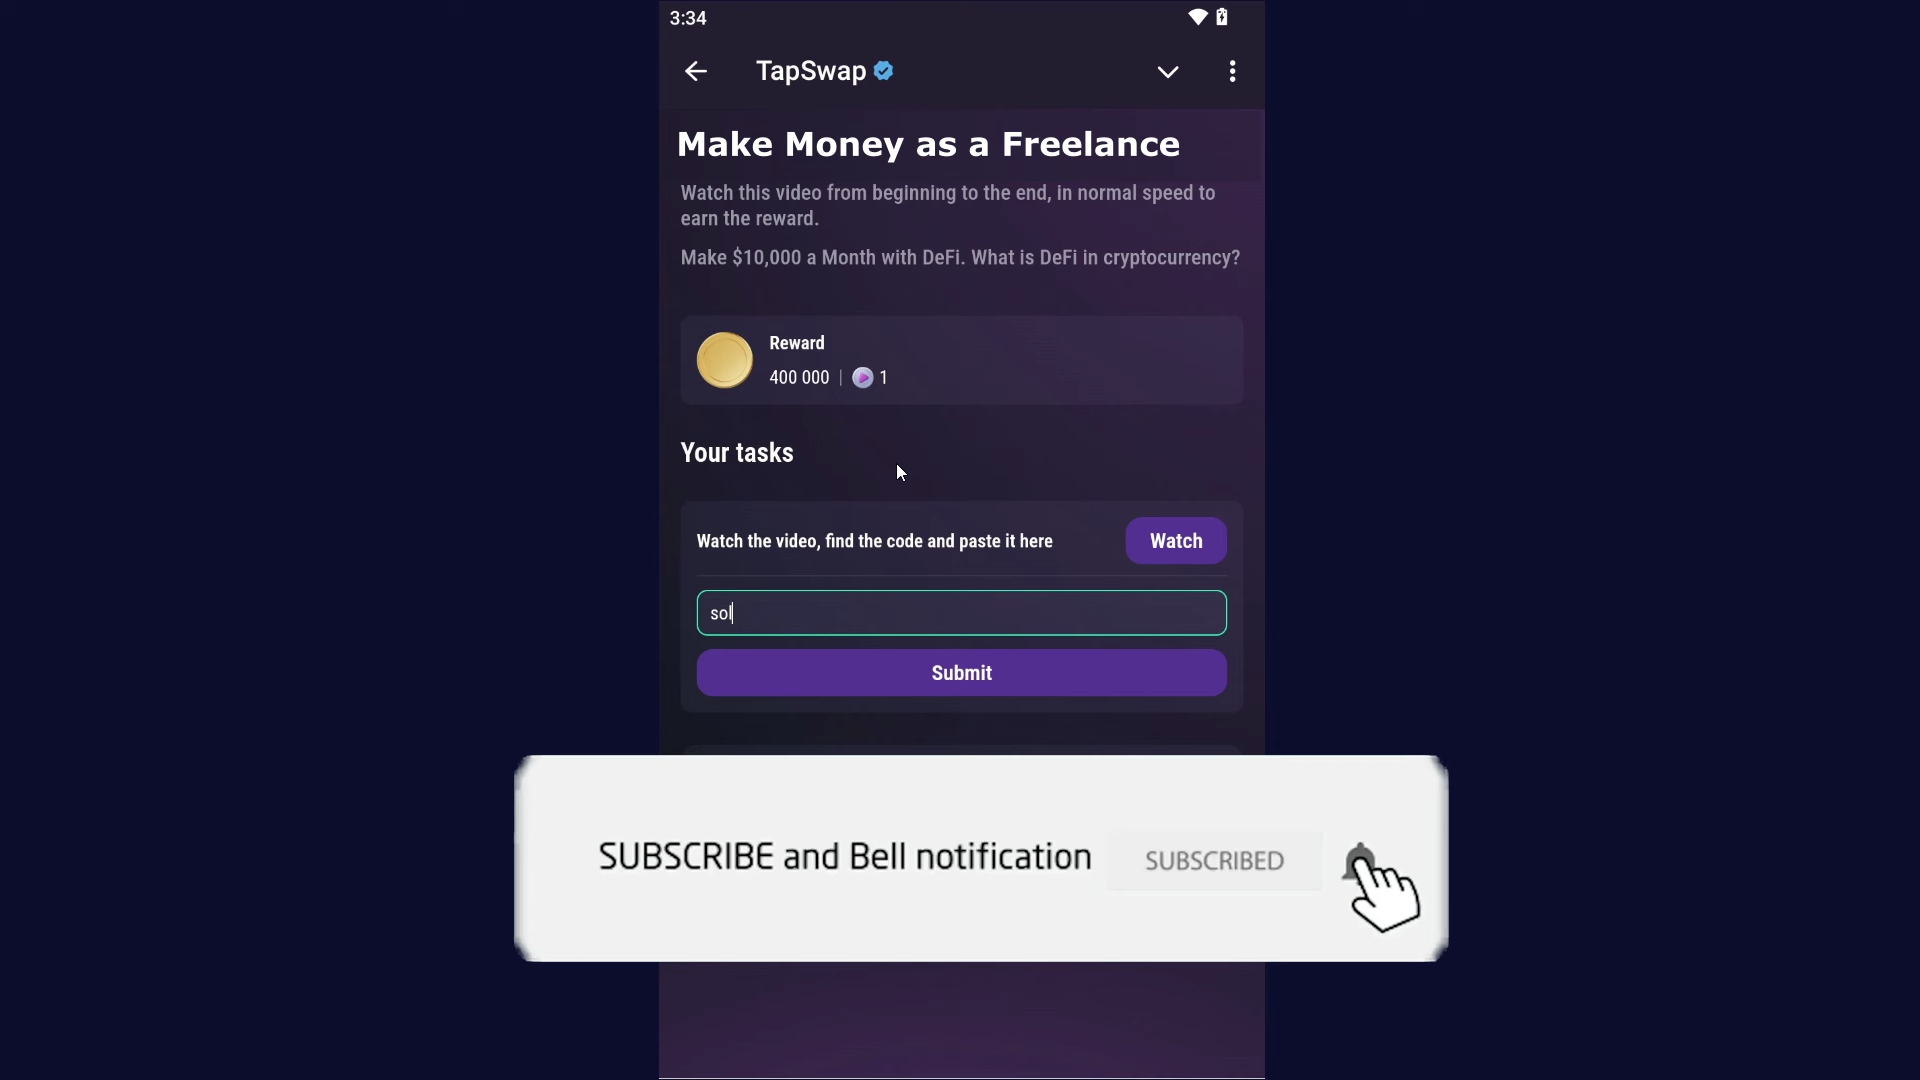 3:34
TapSwap
Make Money as a Freelance
Watch this video from beginning to the end, in normal speed to
earn the reward.
Make $10,000 a Month with DeFi. What is DeFi in cryptocurrency?
Reward
400 000 | 1
Your tasks
Watch the video, find the code and paste it here
Watch
sol
Submit
SUBSCRIBE and Bell notification
SUBSCRIBED